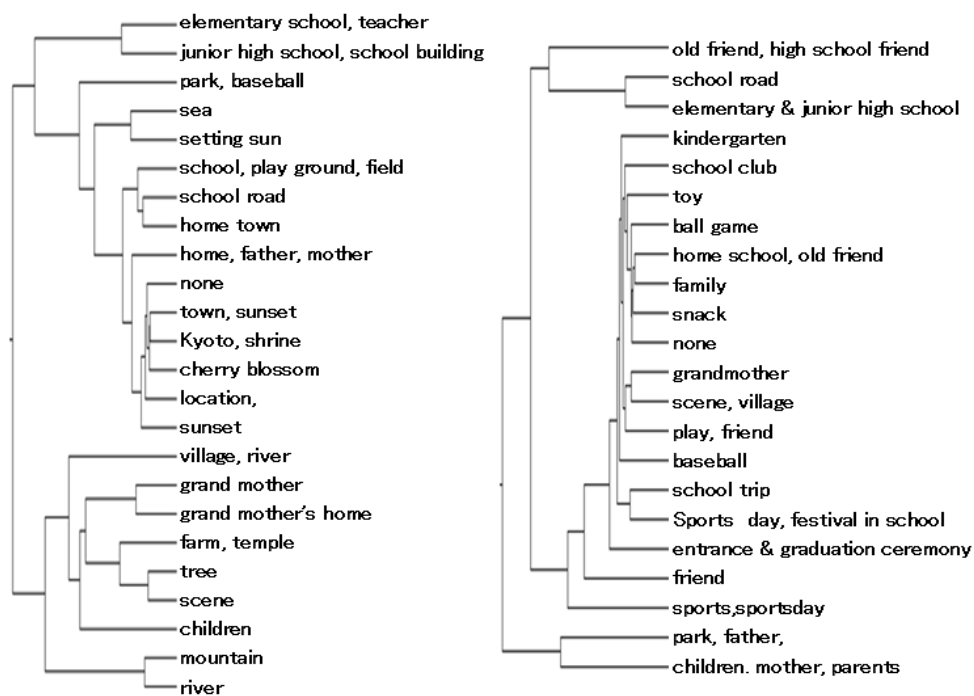 elementary school, teacher
junior high school, school building
park, baseball
sea
setting sun
school, play ground, field
school road
home town
home, father, mother
none
town, sunset
Kyoto, shrine
cherry blossom
location,
sunset
village, river
grand mother
grand mother's home
farm, temple
tree
scene
children
mountain
river
old friend, high school friend
school road
elementary & junior high school
kindergarten
school club
toy
ball game
home school, old friend
family
snack
none
grandmother
scene, village
play, friend
baseball
school trip
Sports day, festival in school
entrance & graduation ceremony
friend
sports,sportsday
park, father,
children. mother, parents